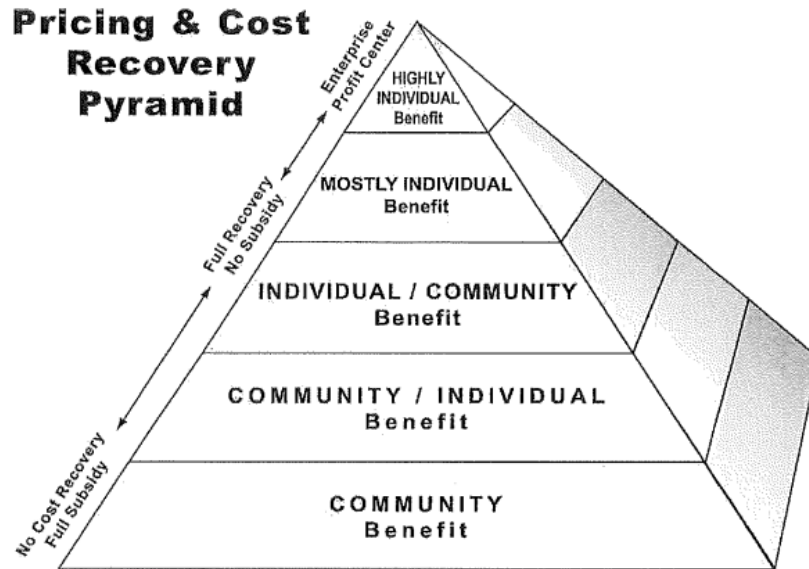 Pricing & Cost
Recovery
Pyramid
Enterprise
Profit Center
Full Recovery
No Subsidy
No Cost Recovery
Full Subsidy
HIGHLY
INDIVIDUAL
Benefit
MOSTLY INDIVIDUAL
Benefit
INDIVIDUAL / COMMUNITY
Benefit
COMMUNITY / INDIVIDUAL
Benefit
COMMUNITY
Benefit